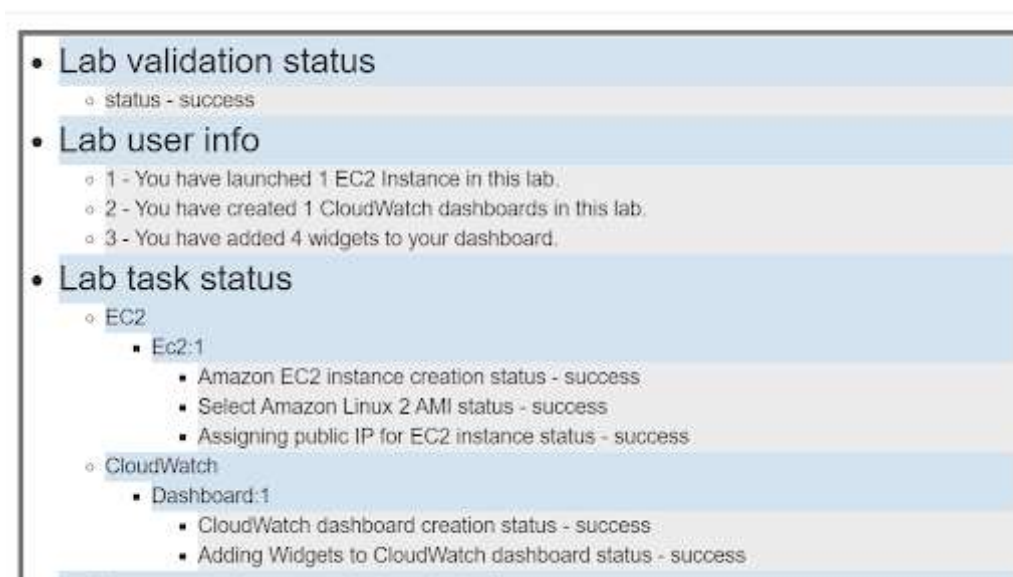 Lab validation status
status - success
Lab user info
1 - You have launched 1 EC2 Instance in this lab.
2 - You have created 1 CloudWatch dashboards in this lab.
3 - You have added 4 widgets to your dashboard.
Lab task status
EC2
Ec2:1
Amazon EC2 instance creation status - success
Select Amazon Linux 2 AMI status - success
Assigning public IP for EC2 instance status - success
CloudWatch
Dashboard:1
CloudWatch dashboard creation status - success
Adding Widgets to CloudWatch dashboard status - success